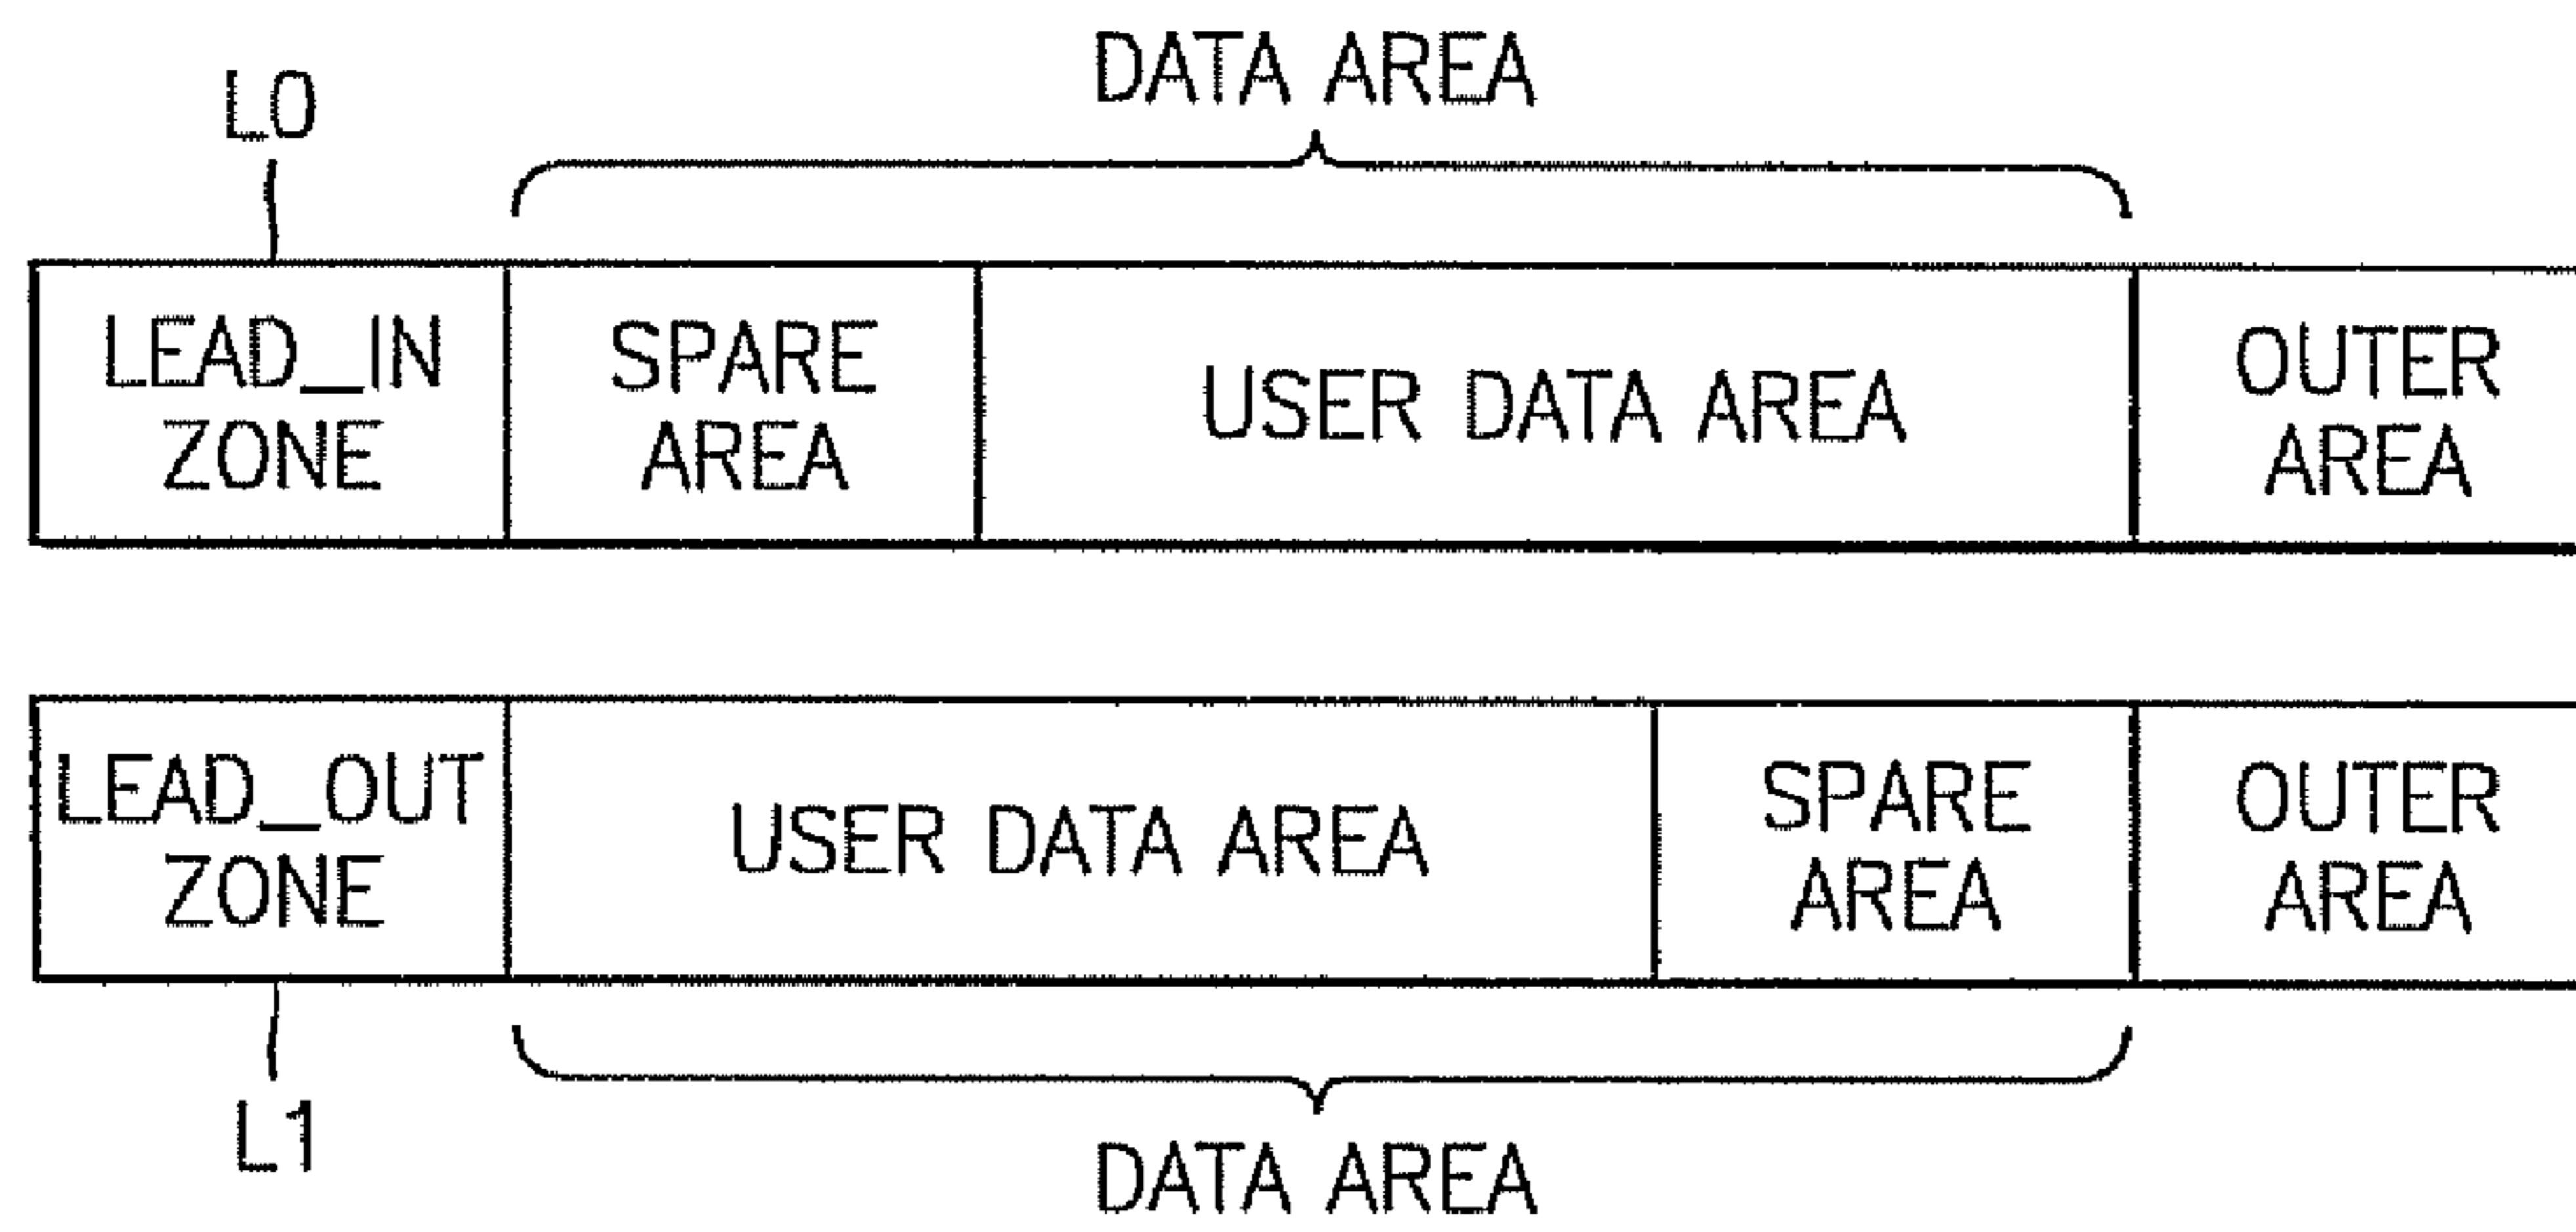 DATA AREA
L0
LEAD_IN
ZONE
SPARE
AREA
USER DATA AREA
OUTER
AREA
LEAD_OUT
ZONE
USER DATA AREA
SPARE
AREA
OUTER
AREA
L1
DATA AREA